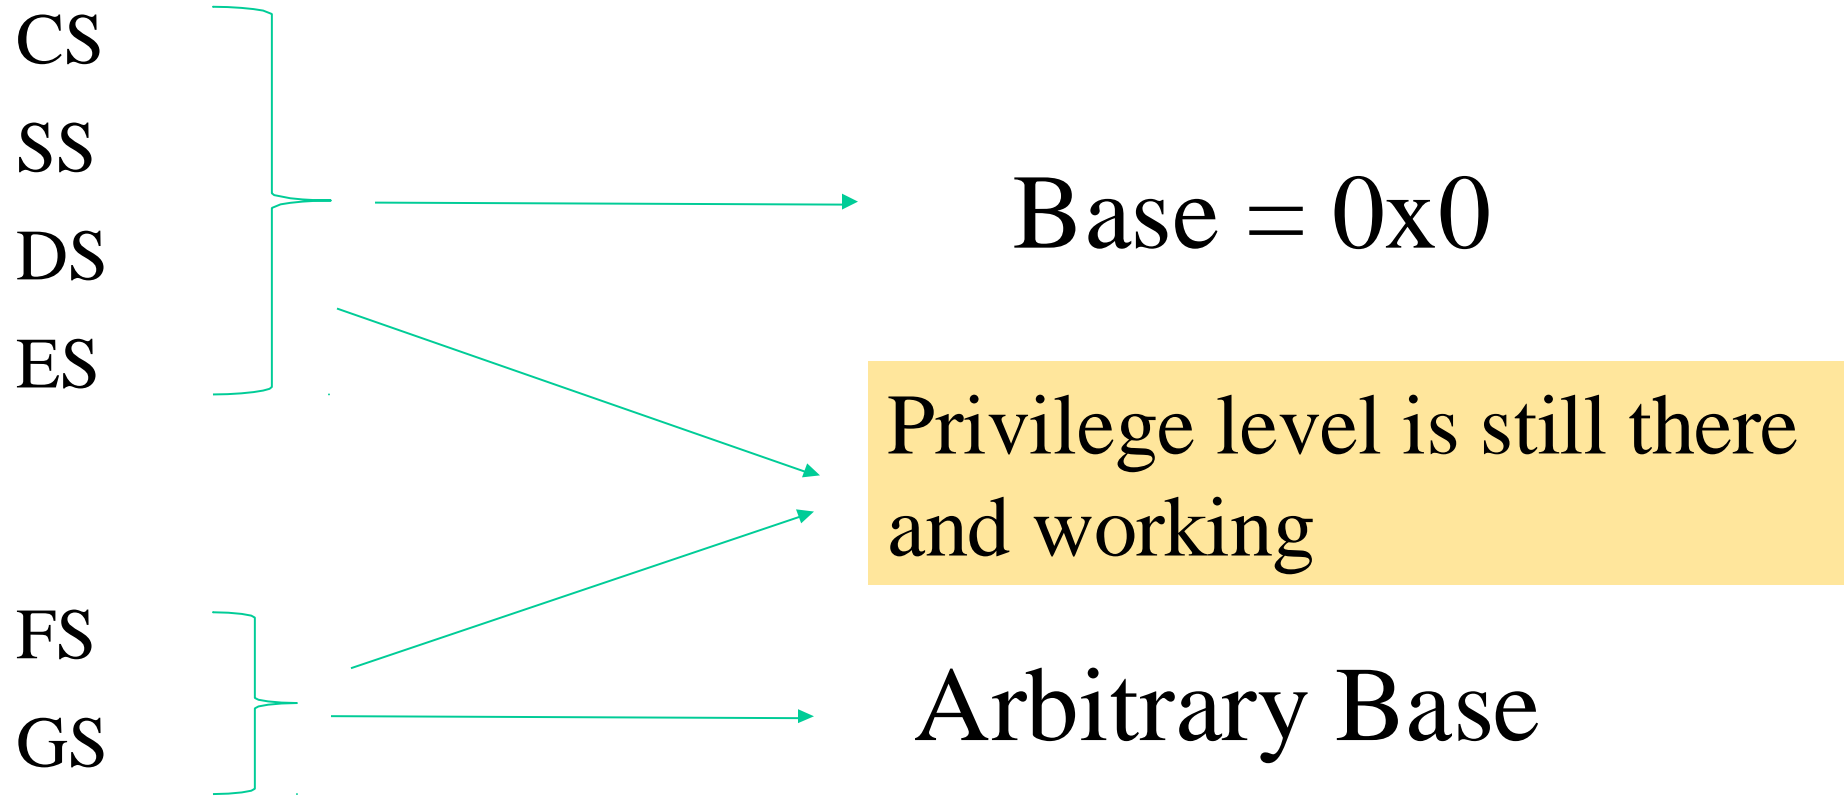 CS
SS
DS
ES
Base = 0x0
Privilege level is still there
and working
FS
GS
Arbitrary Base